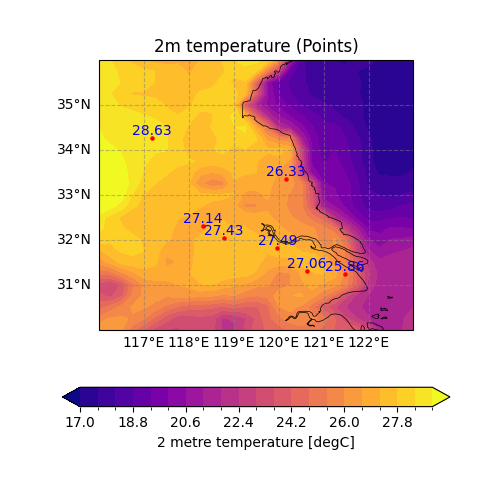 2m temperature (Points)
35°N
28.63
34°N
26.33
33°N
27.14
27.43
32°N
27.49
27.06
25.86
31°N
117°E 118°E 119°E 120°E 121°E 122°E
17.0 18.8 20.6 22.4 24.2 26.0 27.8
2 metre temperature [degC]